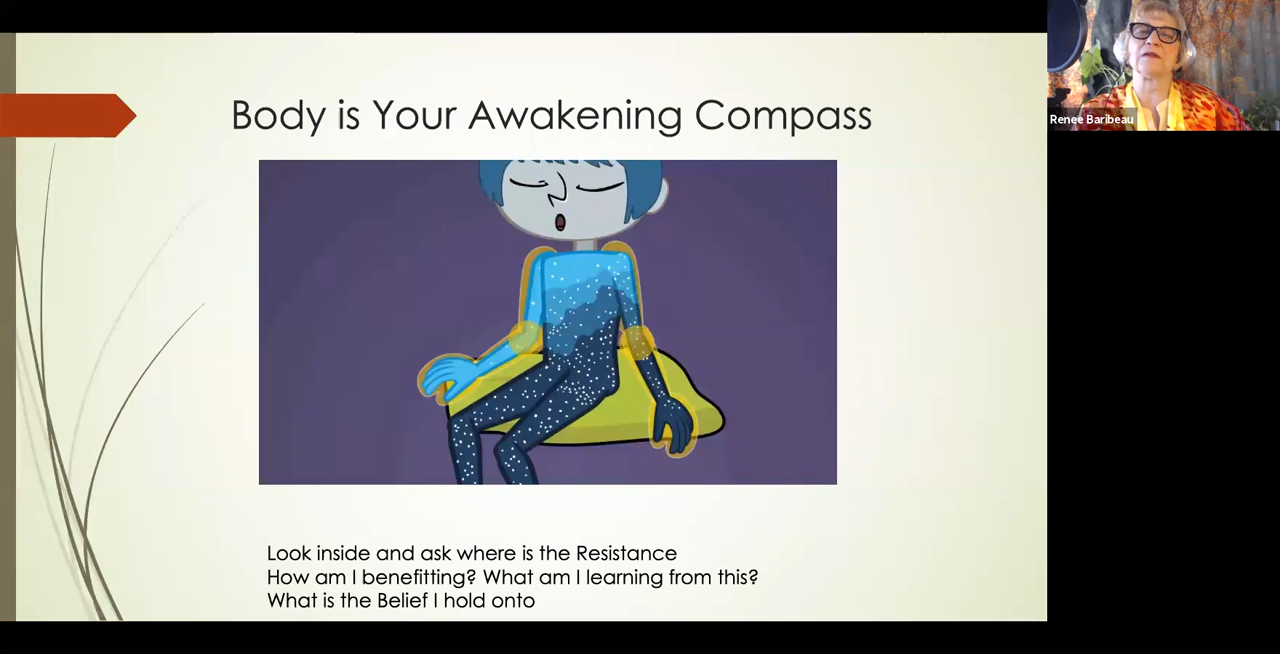 Body is Your Awakening Compass
Renee Baribeau
Look inside and ask where is the Resistance
How am I benefitting? What am I learning from this?
What is the Belief I hold onto